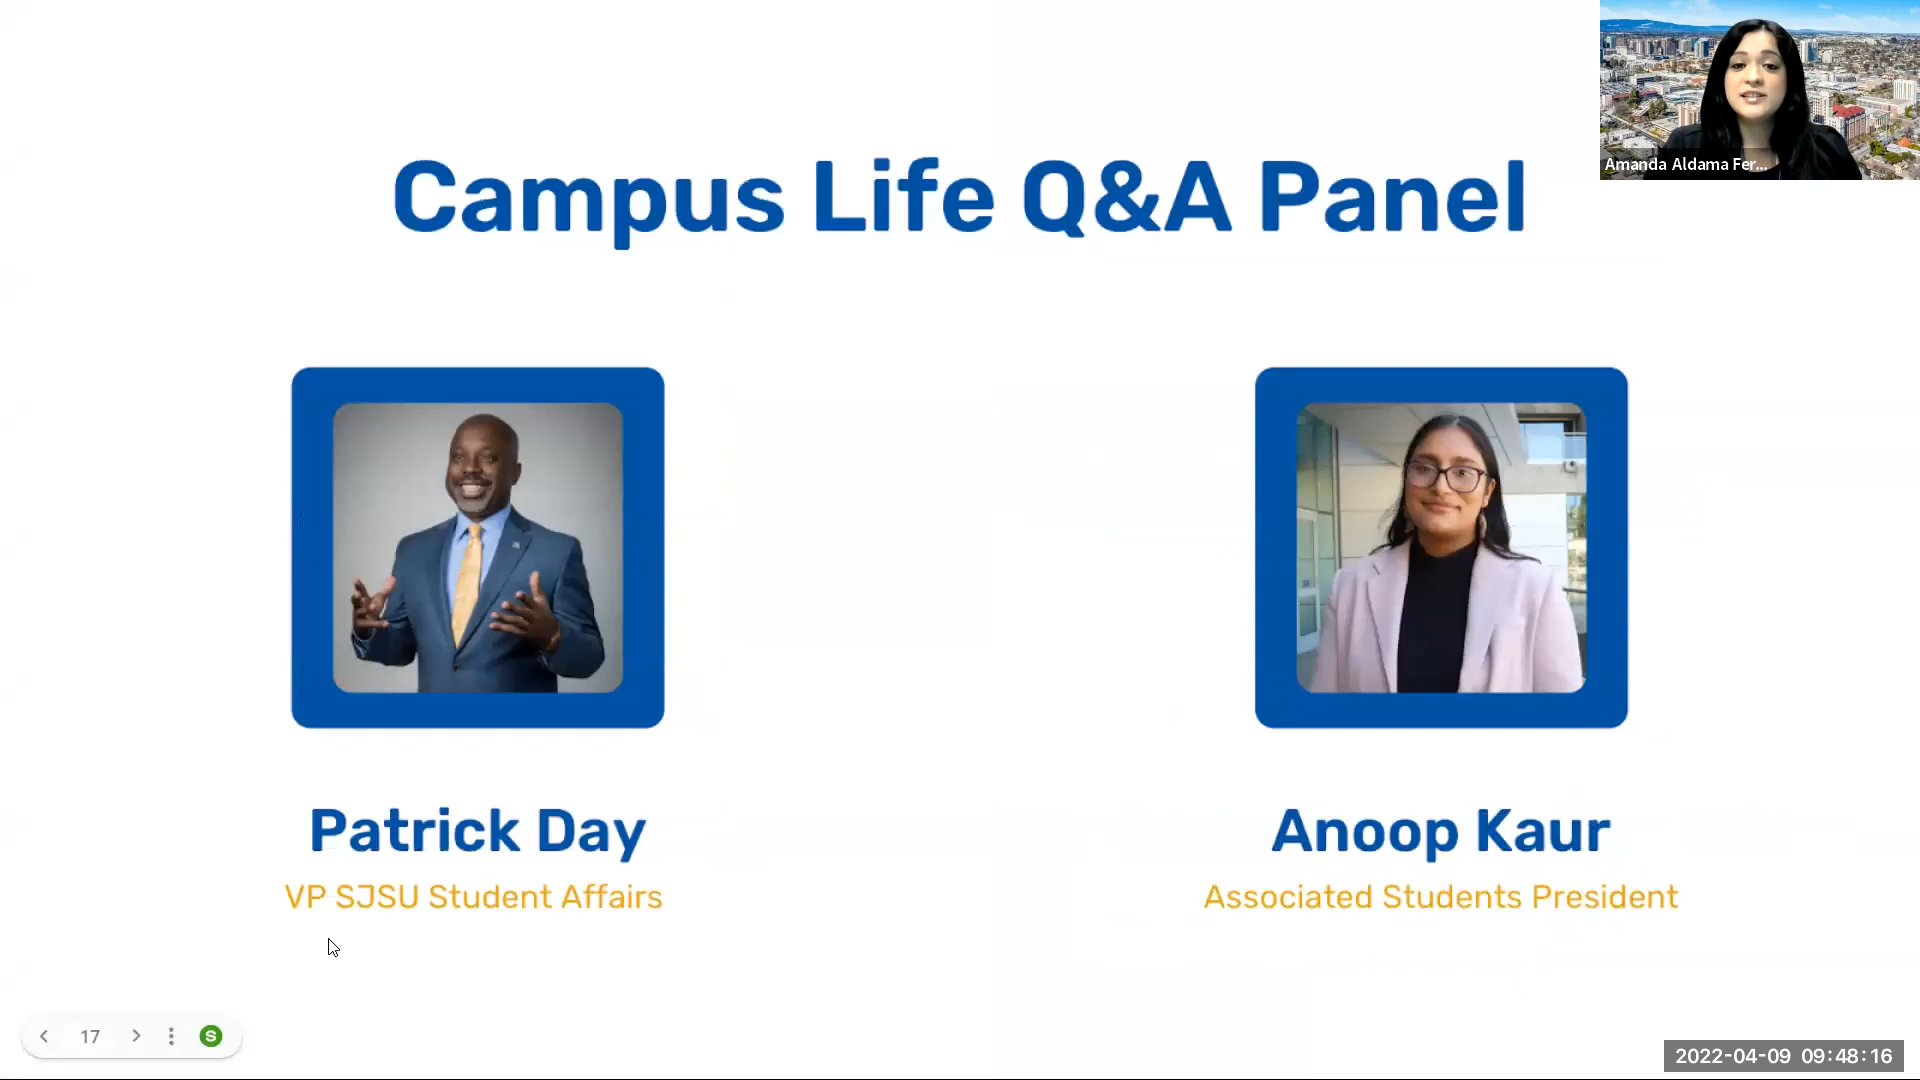 Amanda Aldama Fer...
Campus Life Q&A Panel
Patrick Day
VP SJSU Student Affairs
Anoop Kaur
Associated Students President
17
S
2022-04-09 09:48:16